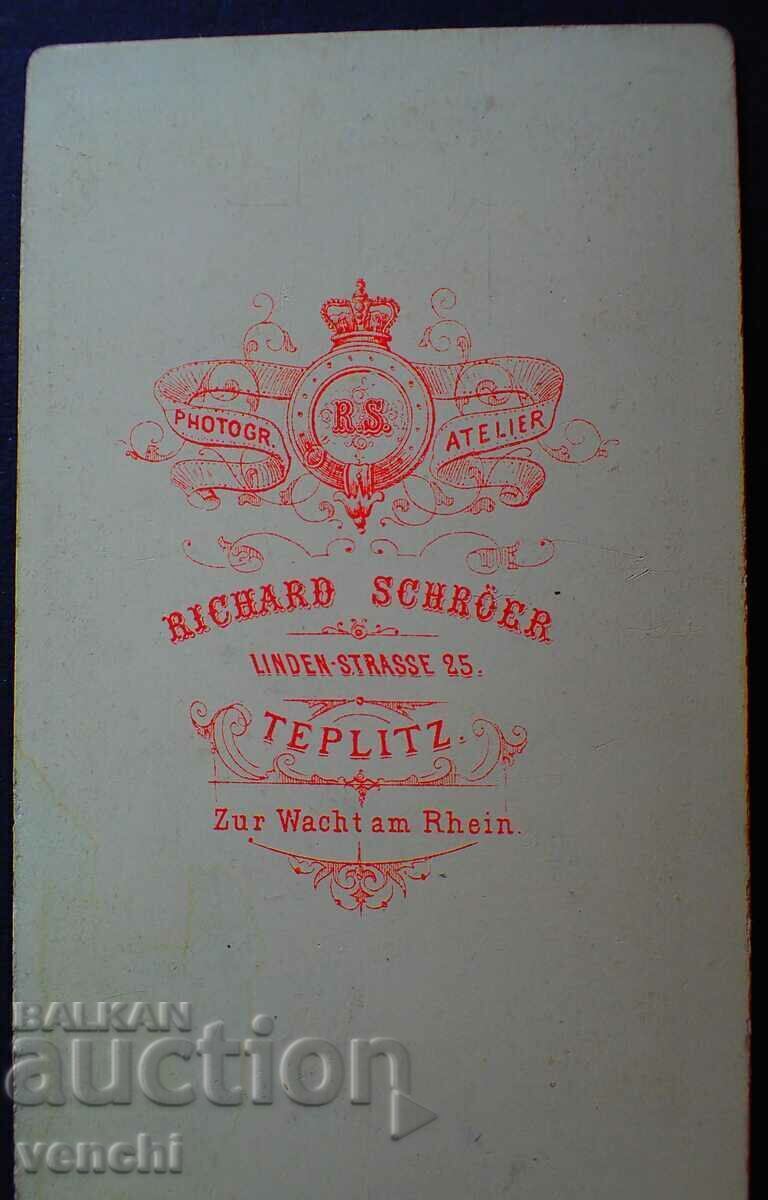 R.S.
PHOTOGR. ATELIER
RICHARD SCHRÖER
LINDEN-STRASSE 25.
TEPLITZ.
Zur Wacht am Rhein.
BALKAN
auction
venchi